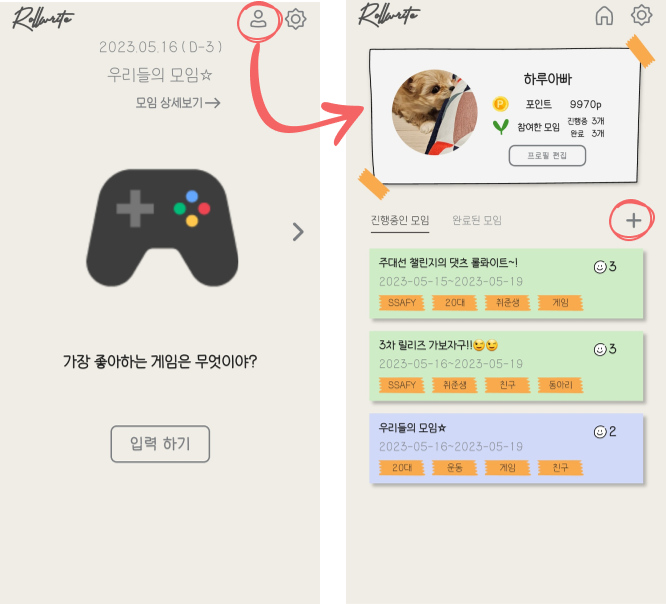 Rollwrite
2023.05.16 ( D-3 )
우리들의 모임☆
모임 상세보기→
가장 좋아하는 게임은 무엇이야?
입력 하기
Rollwrite
하루아빠
P 포인트 9970p
참여한 모임 진행중 3개
완료 3개
프로필 편집
진행중인 모임 완료된 모임
주대선 챌린지의 댓츠 롤롸이트~!
3
2023-05-15~2023-05-19
SSAFY 20대 취준생 게임
3차 릴리즈 가보자구!!😉😉
3
2023-05-16~2023-05-19
SSAFY 취준생 친구 동아리
우리들의 모임☆
2
2023-05-16~2023-05-19
20대 운동 게임 친구